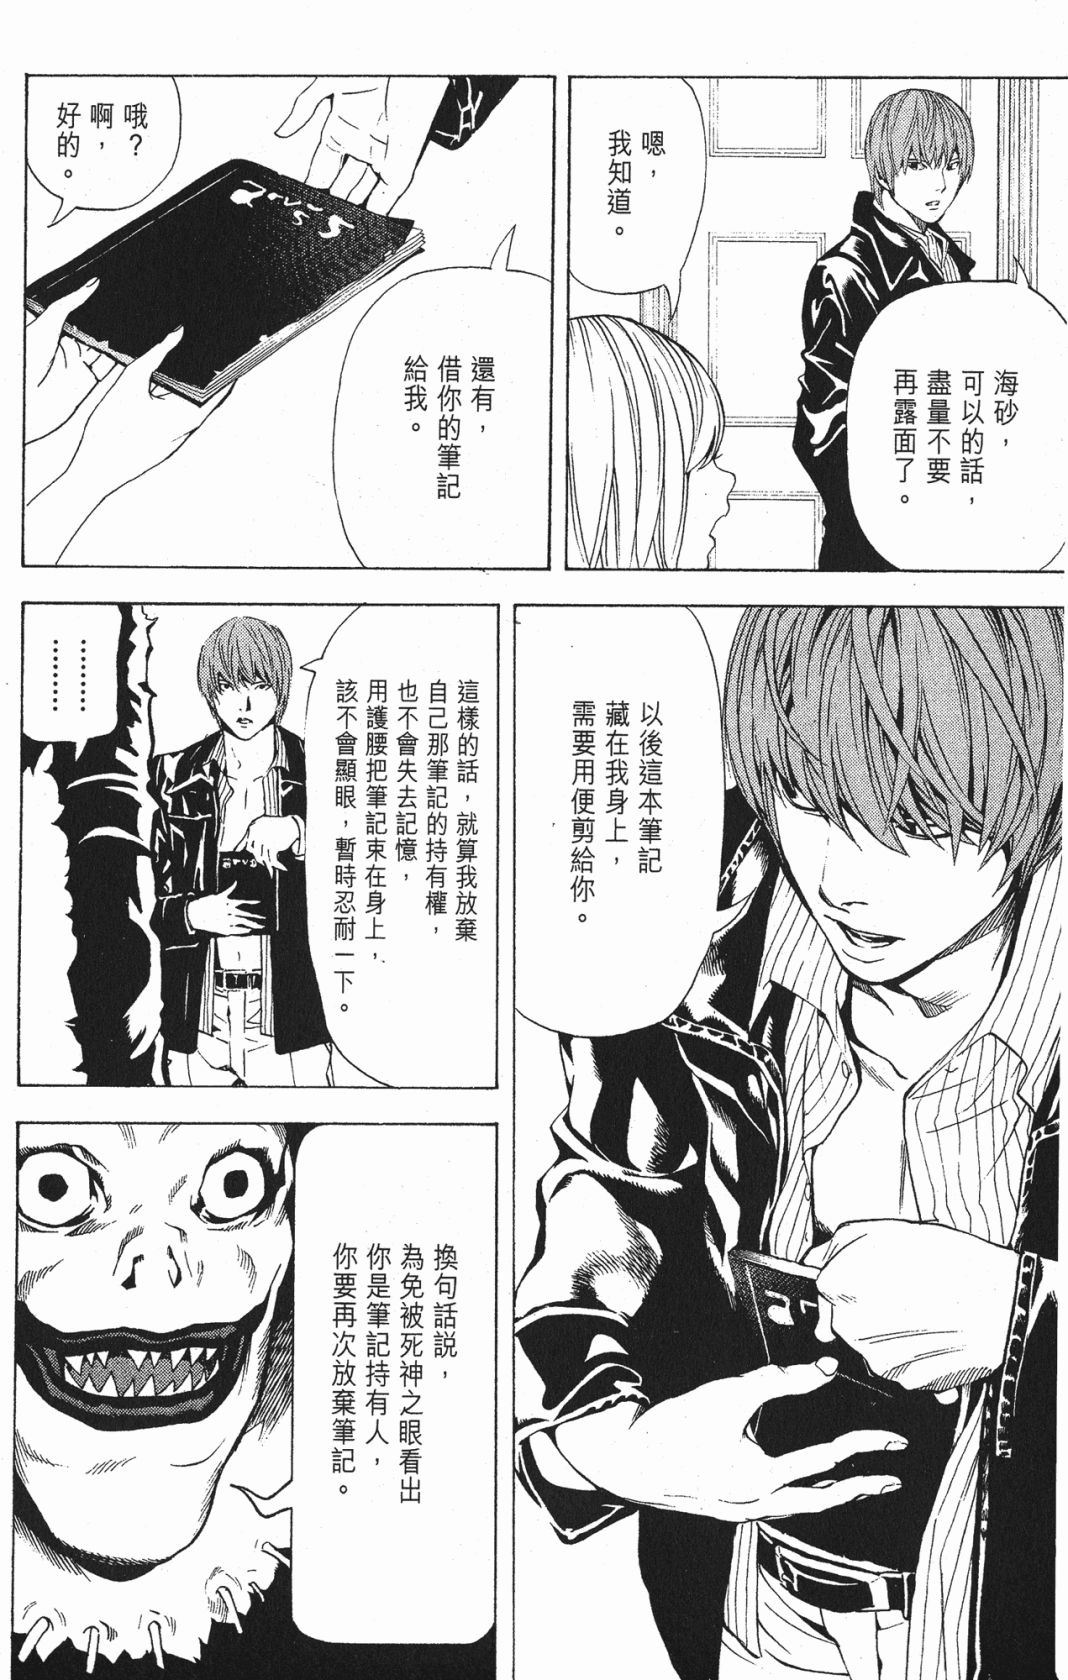 海砂，
可以的話，
盡量不要
再露面了。
嗯，
我知道。
還有，
借你的筆記
給我。
哦？
啊，
好的。
以後這本筆記
藏在我身上，
需要用便剪給你。
這樣的話，就算我放棄
自己那筆記的持有權，
也不會失去記憶，
用護腰把筆記束在身上，
該不會顯眼，暫時忍耐一下。
………
………
換句話説，
為免被死神之眼看出
你是筆記持有人，
你要再次放棄筆記。